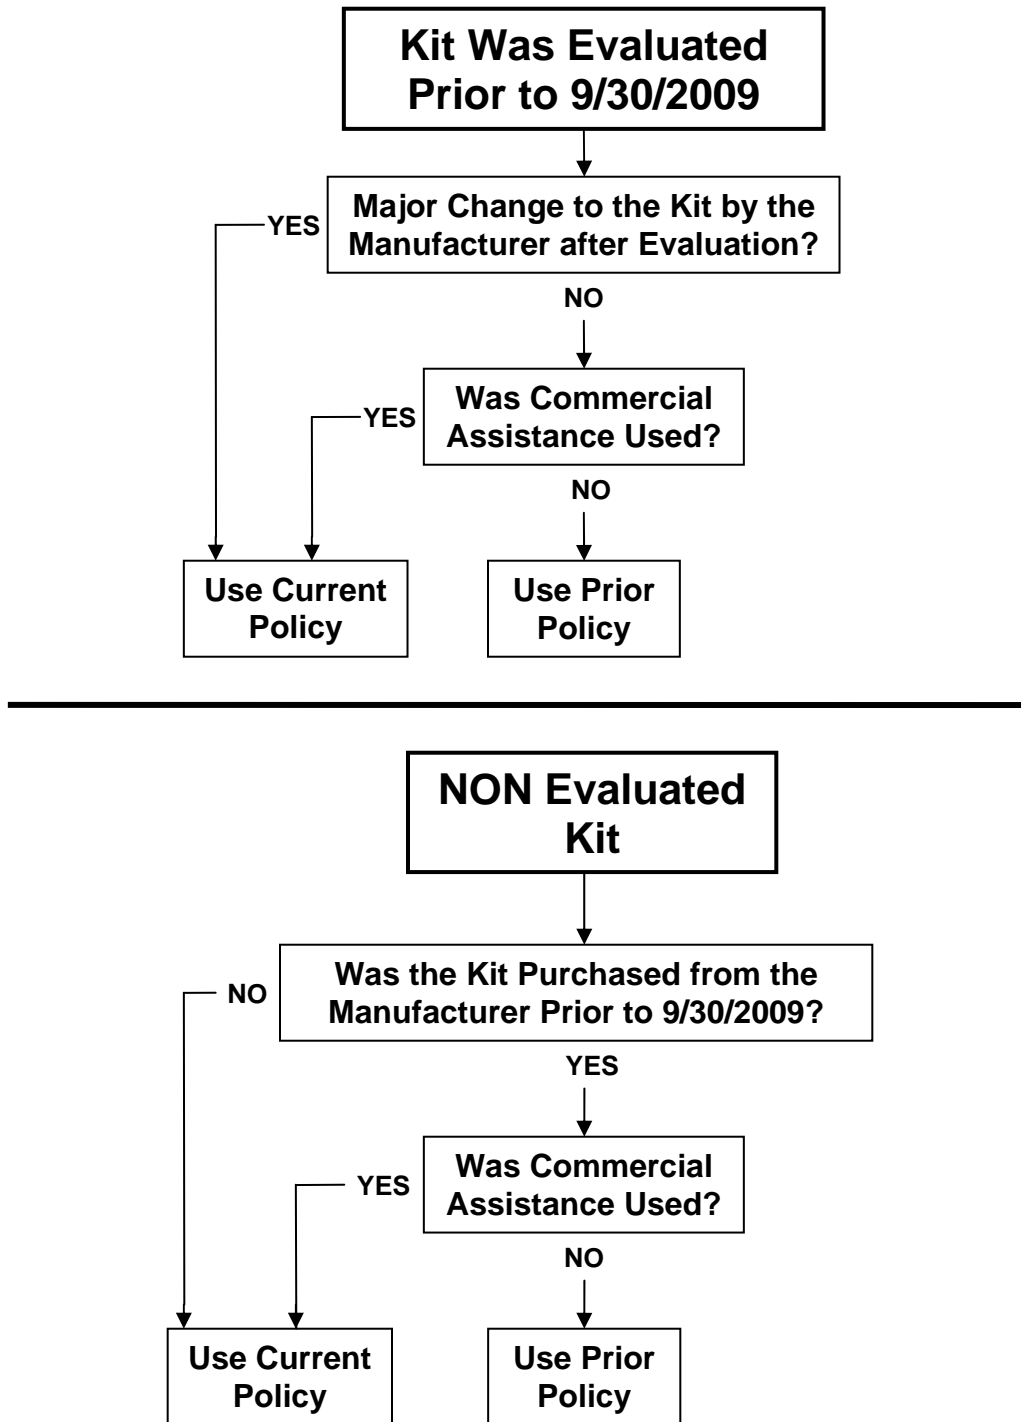 Kit Was Evaluated
Prior to 9/30/2009
Major Change to the Kit by the
Manufacturer after Evaluation?
YES
NO
Was Commercial
Assistance Used?
YES
NO
Use Current
Policy
Use Prior
Policy
NON Evaluated
Kit
Was the Kit Purchased from the
Manufacturer Prior to 9/30/2009?
NO
YES
Was Commercial
Assistance Used?
YES
NO
Use Current
Policy
Use Prior
Policy